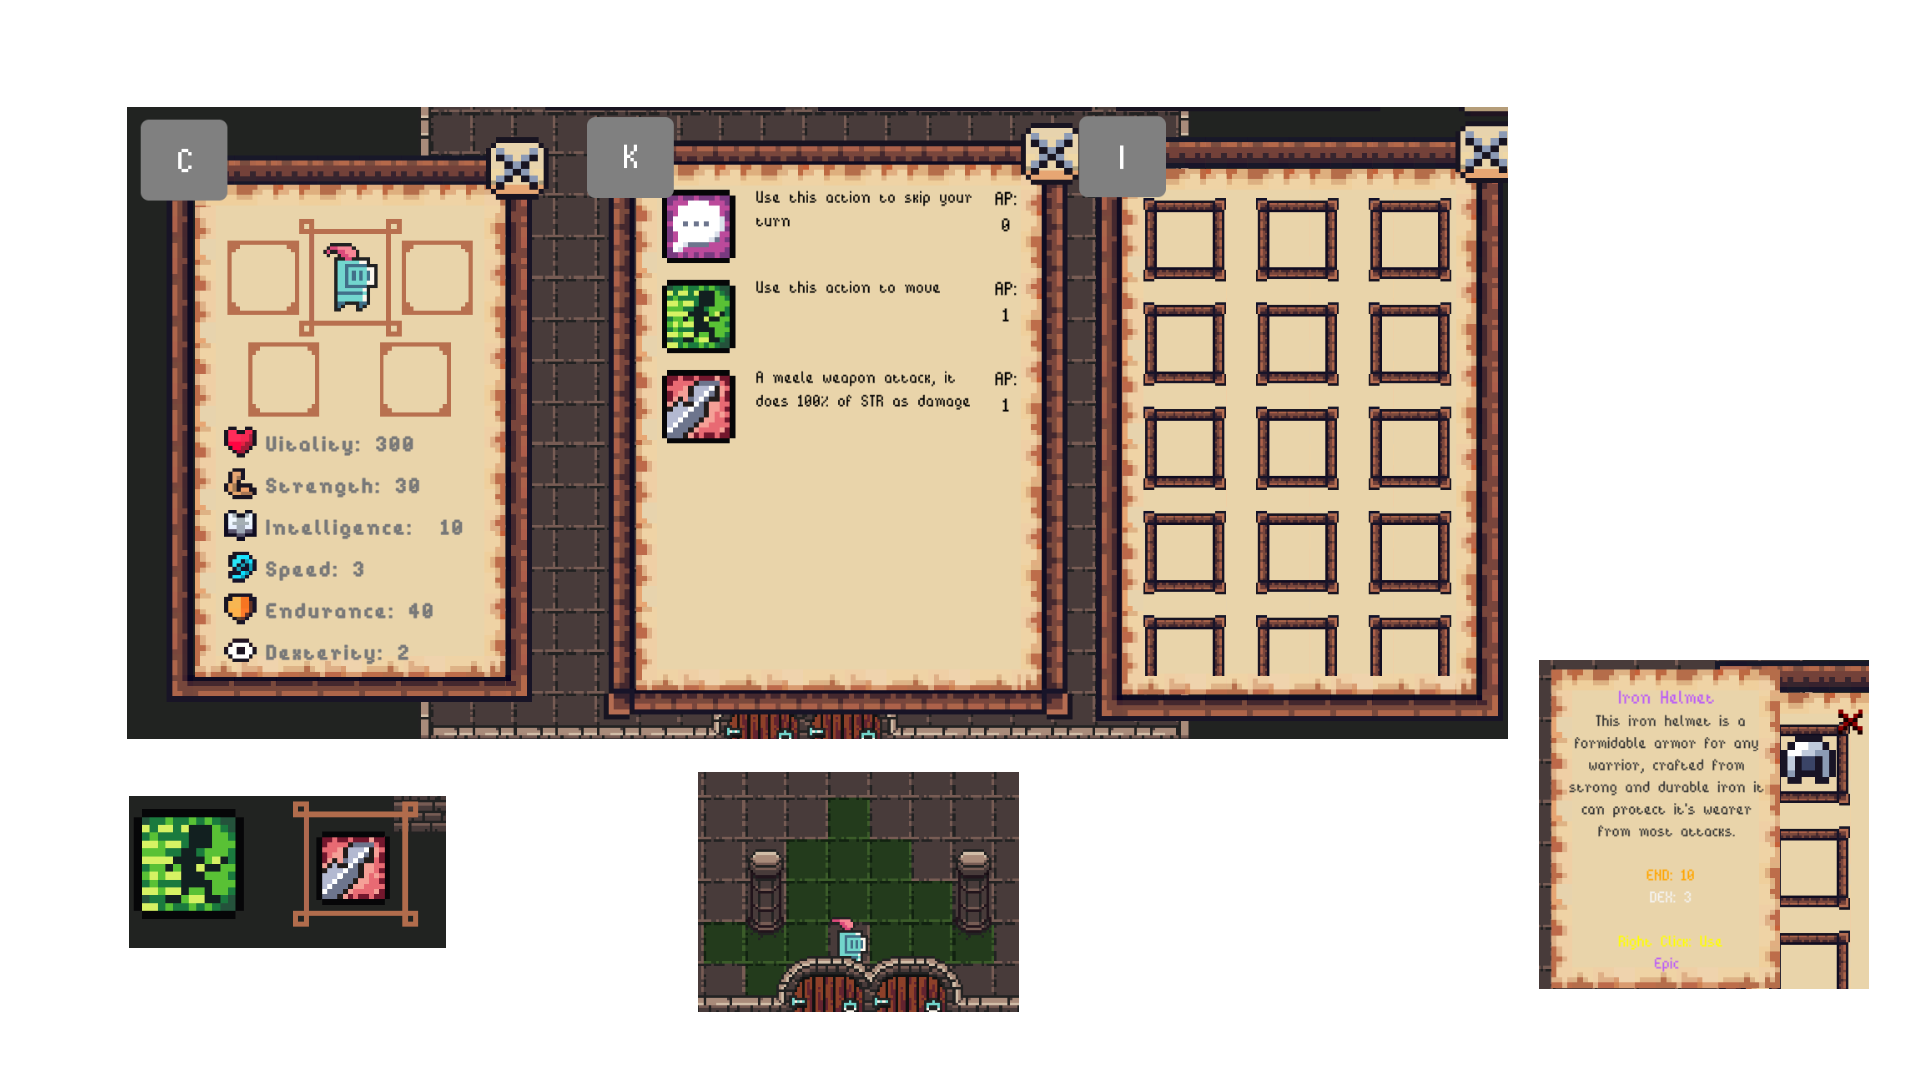 C
K
I
Use this action to skip your
turn
AP:
0
Use this action to move
AP:
1
A meele weapon attack, it
does 100% of STR as damage
AP:
1
Vitality: 300
Strength: 30
Intelligence: 10
Speed: 3
Endurance: 40
Dexterity: 2
Iron Helmet
This iron helmet is a
formidable armor for any
warrior, crafted from
strong and durable iron it
can protect it's wearer
from most attacks.
END: 10
DEX: 3
Right Click Use
Epic